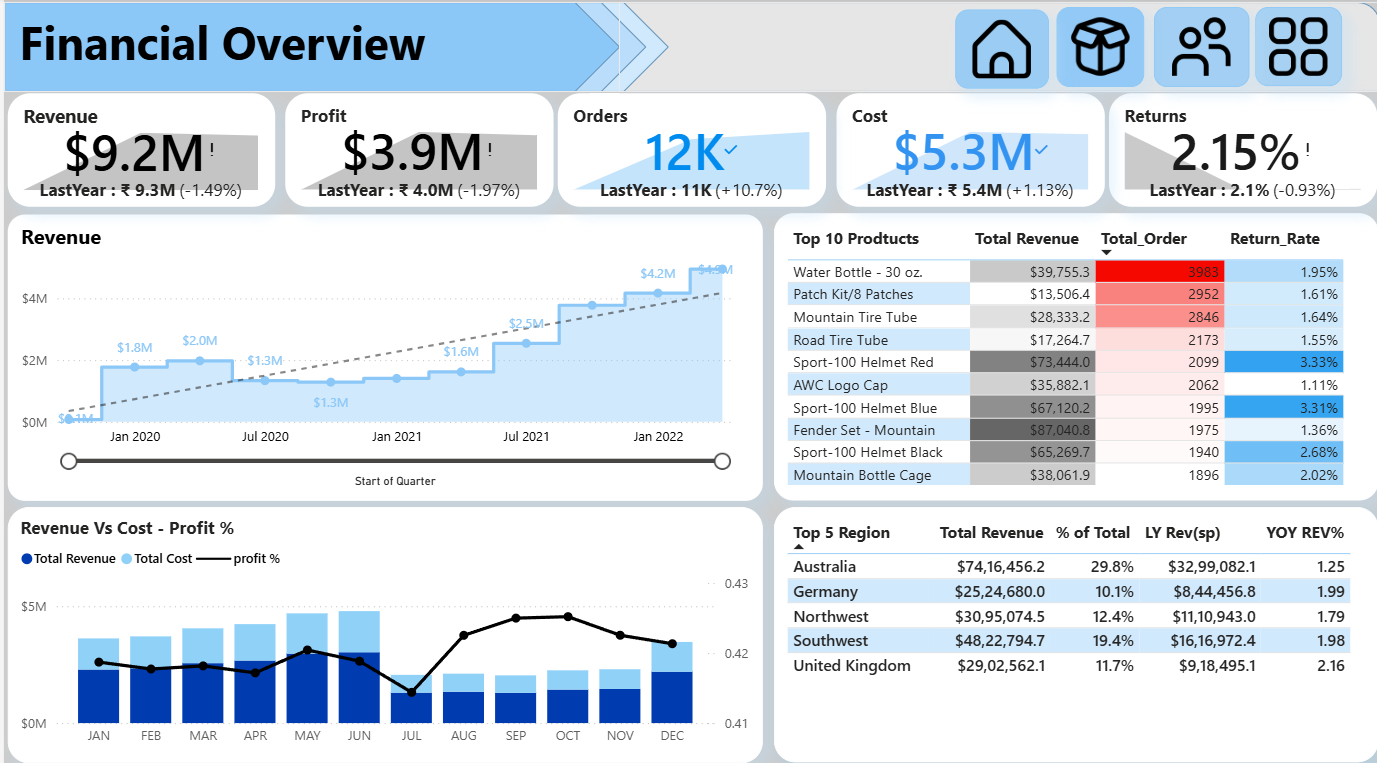 Financial Overview
Revenue
$9.2M!
LastYear : ₹ 9.3M (-1.49%)
Profit
$3.9M!
LastYear : ₹ 4.0M (-1.97%)
Orders
12K✓
LastYear : 11K (+10.7%)
Cost
$5.3M✓
LastYear : ₹ 5.4M (+1.13%)
Returns
2.15%!
LastYear : 2.1% (-0.93%)
Revenue
$4M
$2M
$0M
$1.8M
$2.0M
$1.3M
$1.3M
$1.6M
$2.5M
$4.2M
Jan 2020
Jul 2020
Jan 2021
Jul 2021
Jan 2022
Start of Quarter
Top 10 Prodtucts Total Revenue Total_Order Return_Rate
Water Bottle - 30 oz. $39,755.3 3983 1.95%
Patch Kit/8 Patches $13,506.4 2952 1.61%
Mountain Tire Tube $28,333.2 2846 1.64%
Road Tire Tube $17,264.7 2173 1.55%
Sport-100 Helmet Red $73,444.0 2099 3.33%
AWC Logo Cap $35,882.1 2062 1.11%
Sport-100 Helmet Blue $67,120.2 1995 3.31%
Fender Set - Mountain $87,040.8 1975 1.36%
Sport-100 Helmet Black $65,269.7 1940 2.68%
Mountain Bottle Cage $38,061.9 1896 2.02%
Revenue Vs Cost - Profit %
Total Revenue Total Cost profit %
$5M
$0M
0.43
0.42
0.41
JAN FEB MAR APR MAY JUN JUL AUG SEP OCT NOV DEC
Top 5 Region Total Revenue % of Total LY Rev(sp) YOY REV%
Australia $74,16,456.2 29.8% $32,99,082.1 1.25
Germany $25,24,680.0 10.1% $8,44,456.8 1.99
Northwest $30,95,074.5 12.4% $11,10,943.0 1.79
Southwest $48,22,794.7 19.4% $16,16,972.4 1.98
United Kingdom $29,02,562.1 11.7% $9,18,495.1 2.16